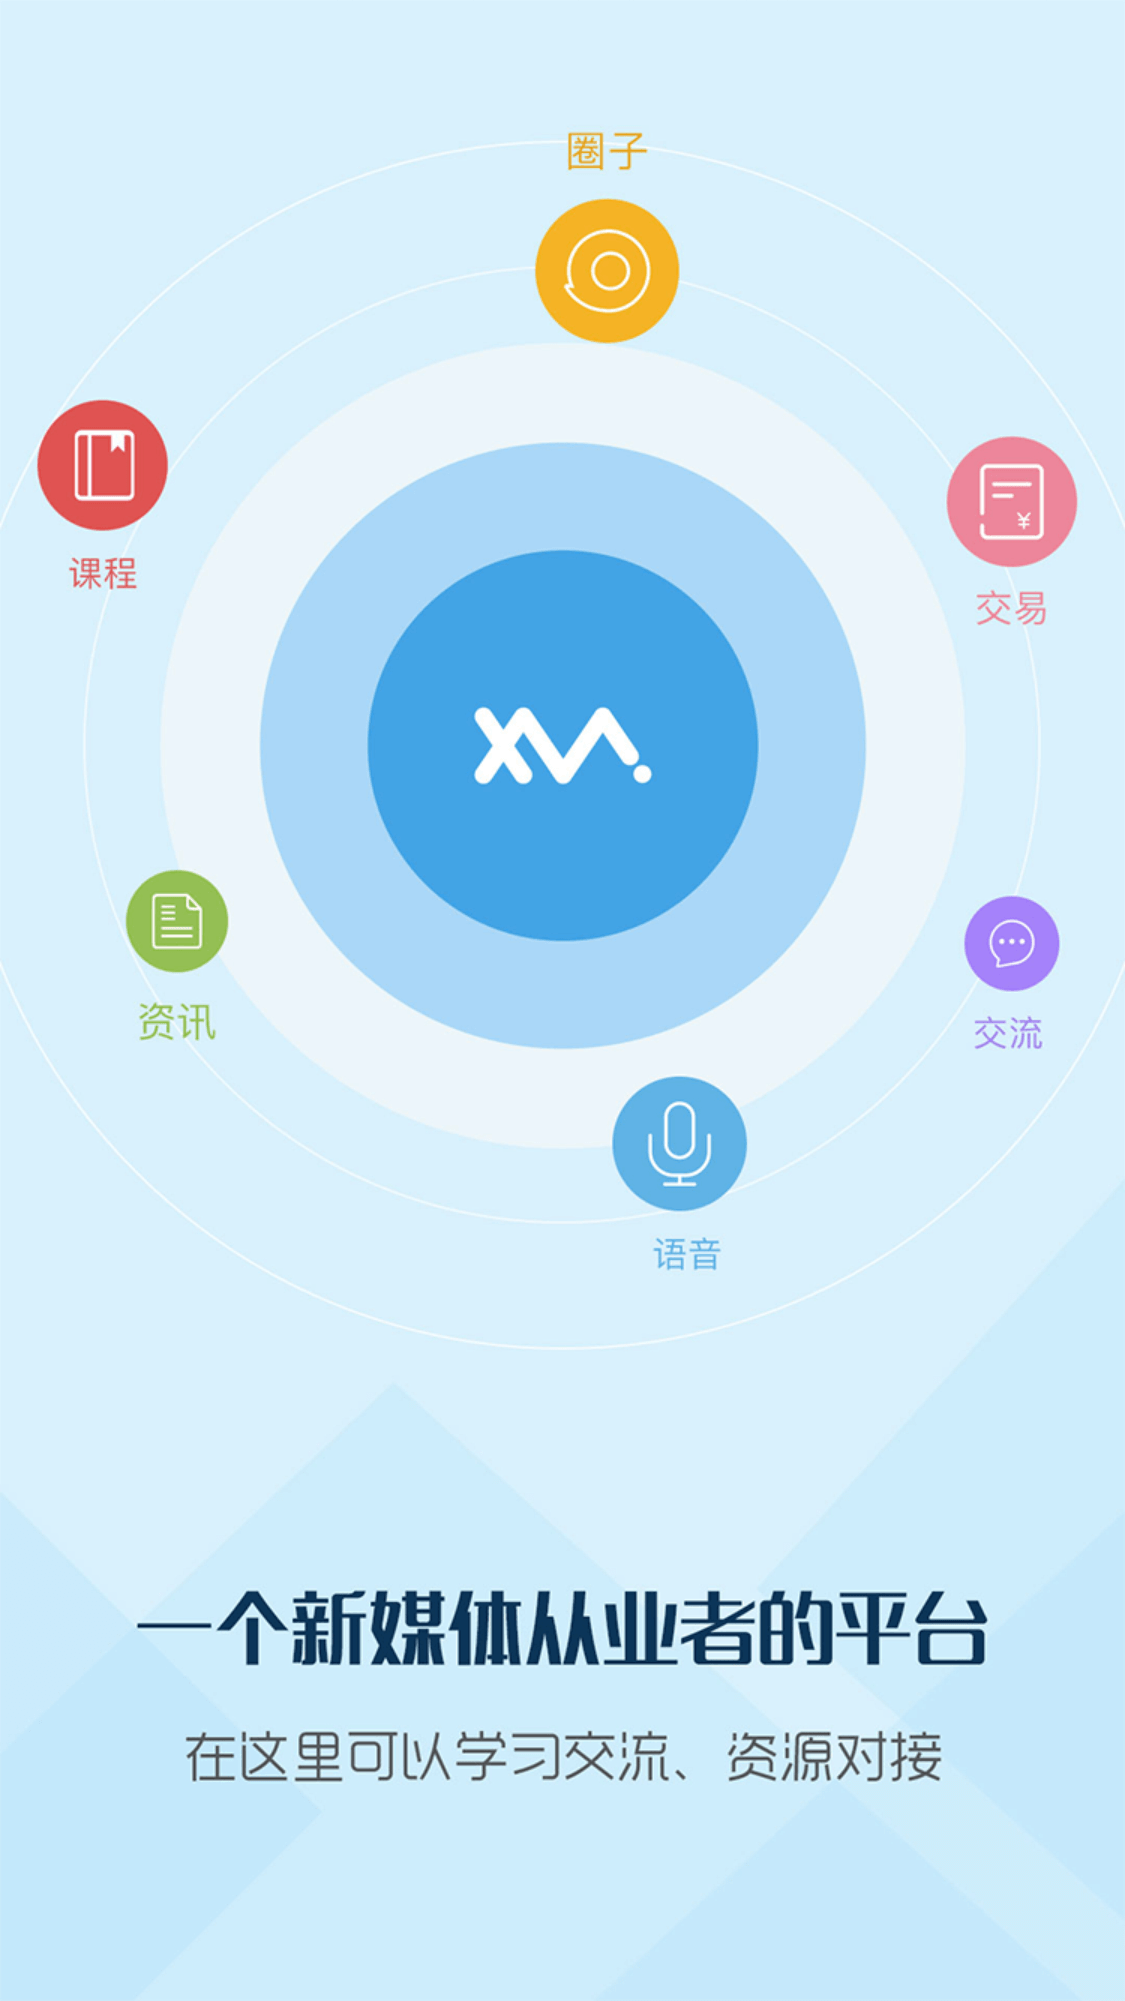 圈子
课程
交易
XM.
资讯
交流
语音
一个新媒体从业者的平台
在这里可以学习交流、资源对接